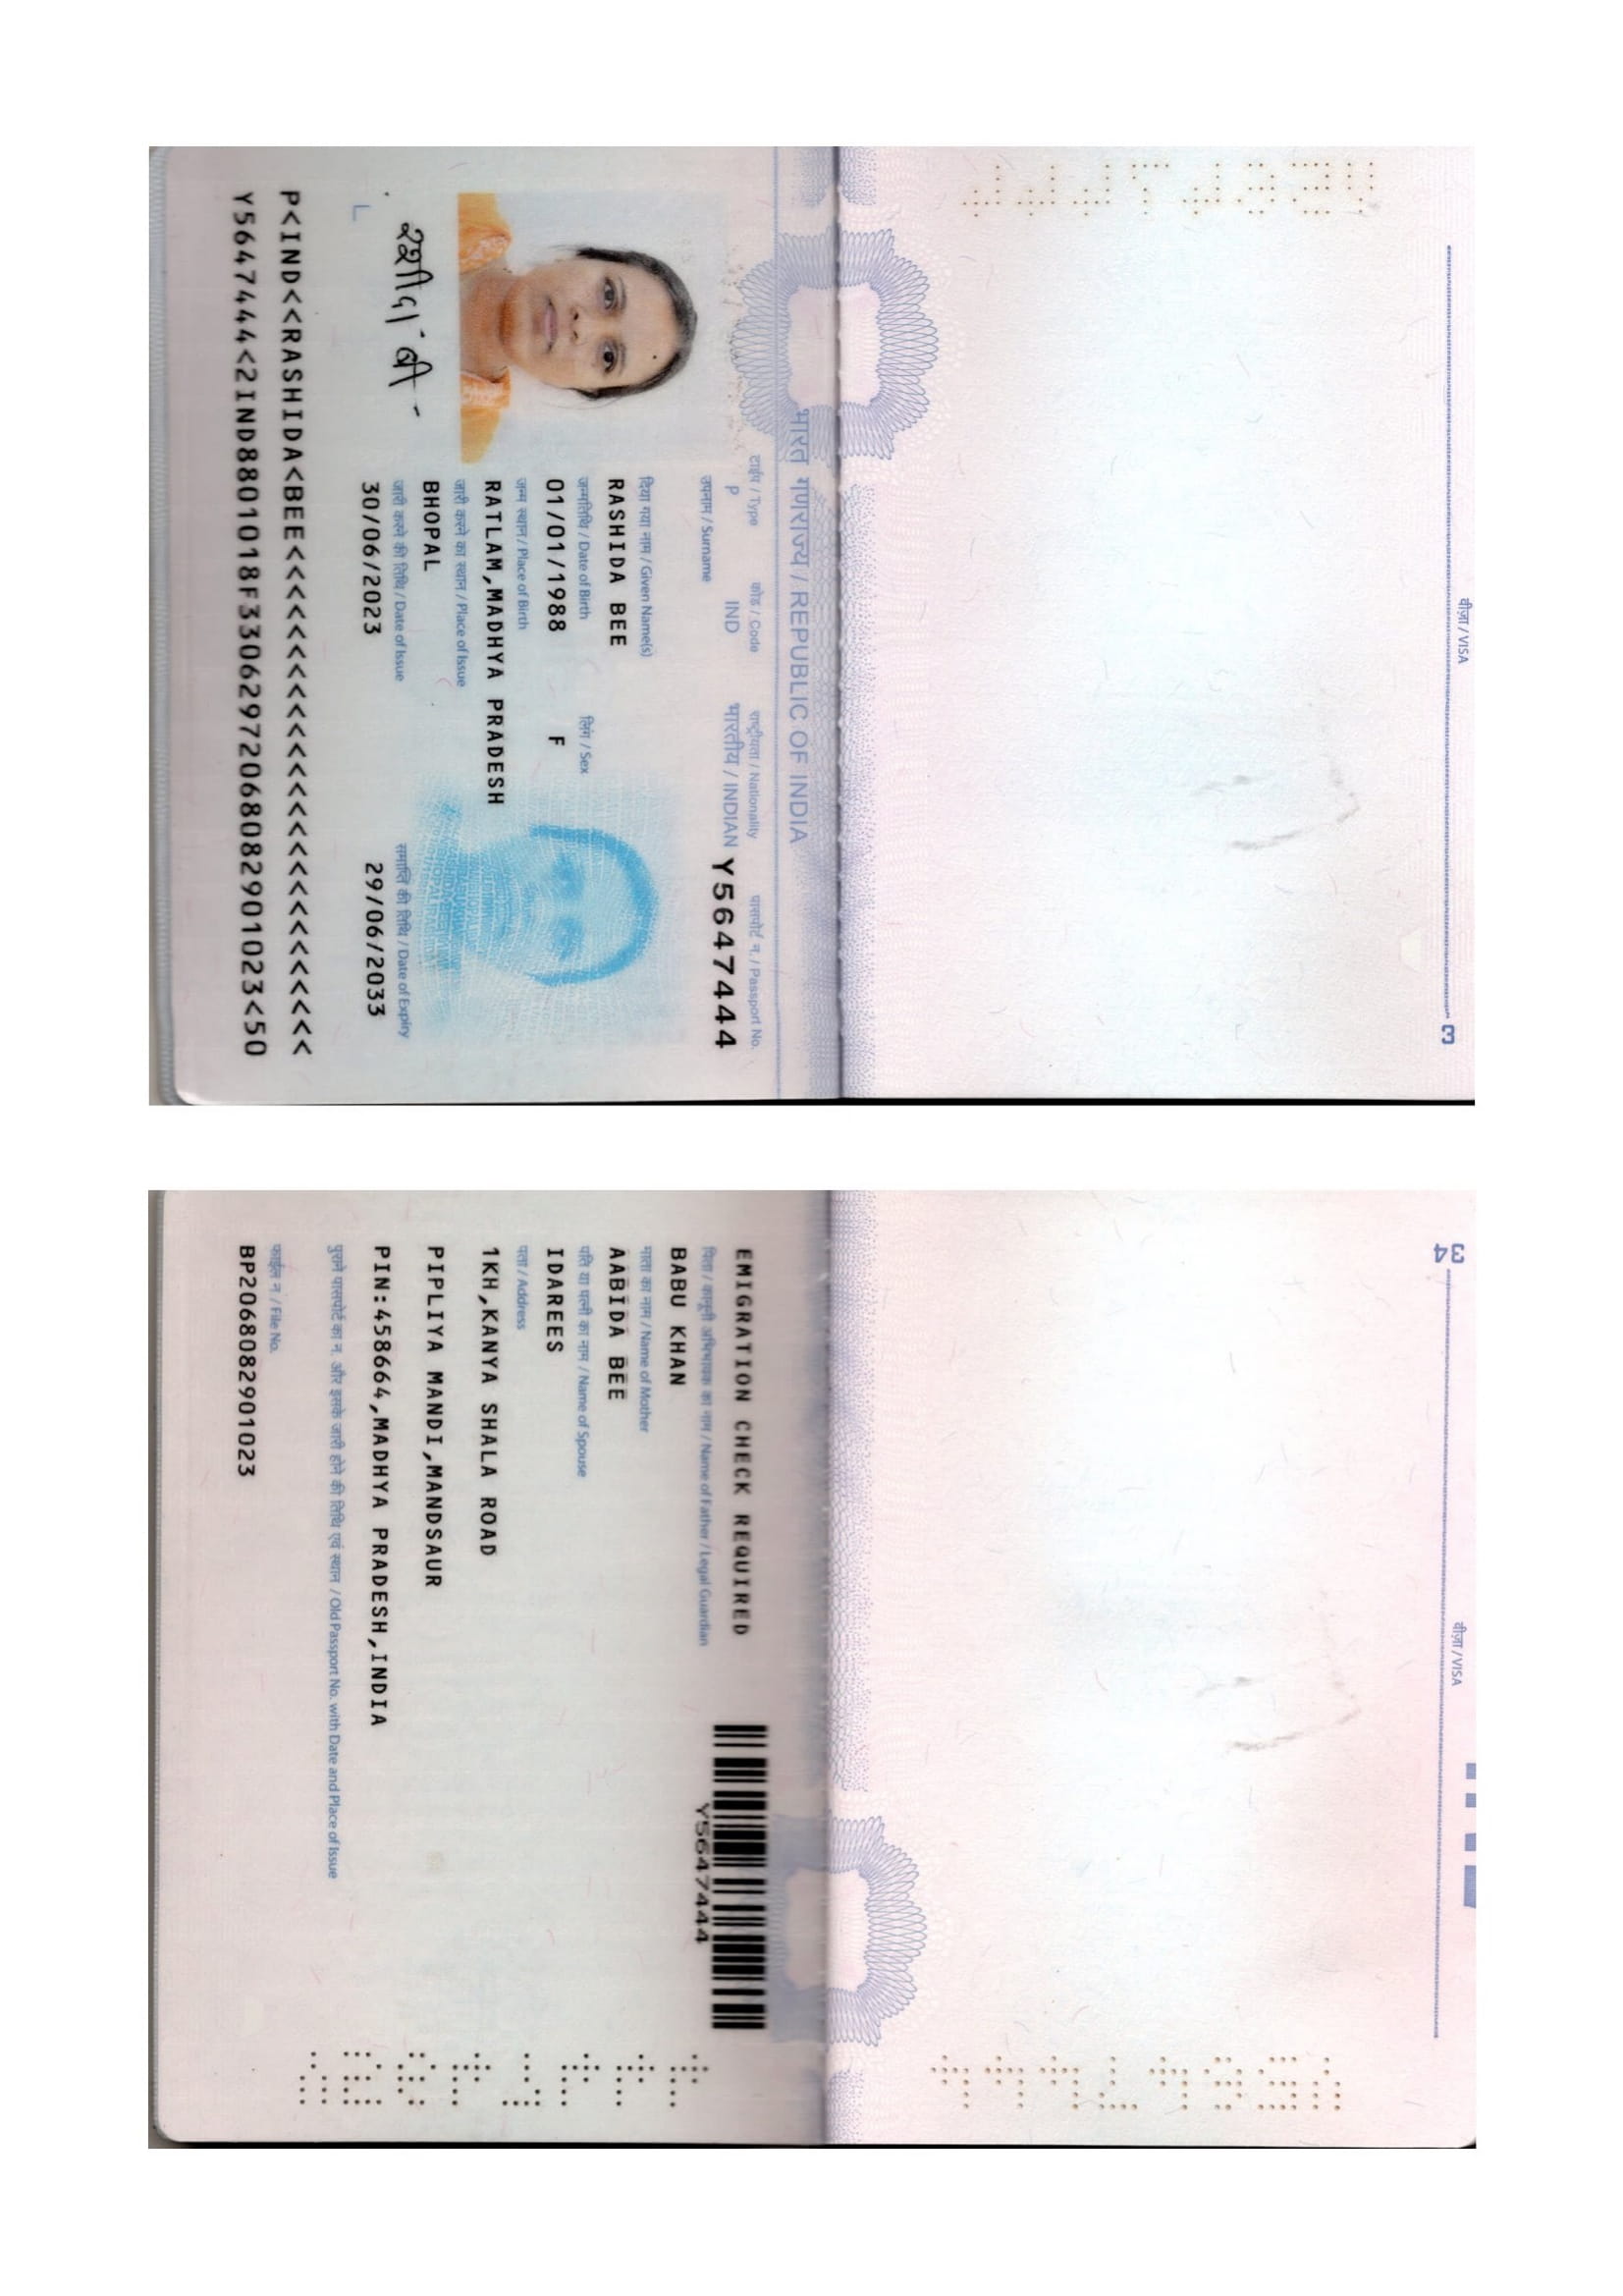 वीज़ा / VISA
3
भारत गणराज्य / REPUBLIC OF INDIA
टाईप / Type
कोड / Code
राष्ट्रीयता / Nationality
पासपोर्ट न. / Passport No.
P
IND
भारतीय / INDIAN
Y5647444
उपनाम / Surname
दिया गया नाम / Given Name(s)
RASHIDA BEE
जन्मतिथि / Date of Birth
लिंग / Sex
01/01/1988
F
जन्म स्थान / Place of Birth
RATLAM,MADHYA PRADESH
जारी करने का स्थान / Place of Issue
BHOPAL
जारी करने की तिथि / Date of Issue
समाप्ति की तिथि / Date of Expiry
30/06/2023
29/06/2033
रशीदा बी
P<IND<<RASHIDA<BEE<<<<<<<<<<<<<<<<<<<<<<<<<<
Y5647444<2IND8801018F33062972068082901023<50
34
वीज़ा / VISA
EMIGRATION CHECK REQUIRED
पिता / कानूनी अभिभावक का नाम / Name of Father / Legal Guardian
BABU KHAN
Y5647444
माता का नाम / Name of Mother
AABIDA BEE
पति या पत्नी का नाम / Name of Spouse
IDAREES
पता / Address
1KH,KANYA SHALA ROAD
PIPLIYA MANDI,MANDSAUR
PIN:458664,MADHYA PRADESH,INDIA
पुराने पासपोर्ट का न. और इसके जारी होने की तिथि एवं स्थान / Old Passport No. with Date and Place of Issue
फाईल न / File No.
BP2068082901023
Y5647444
Y5647444